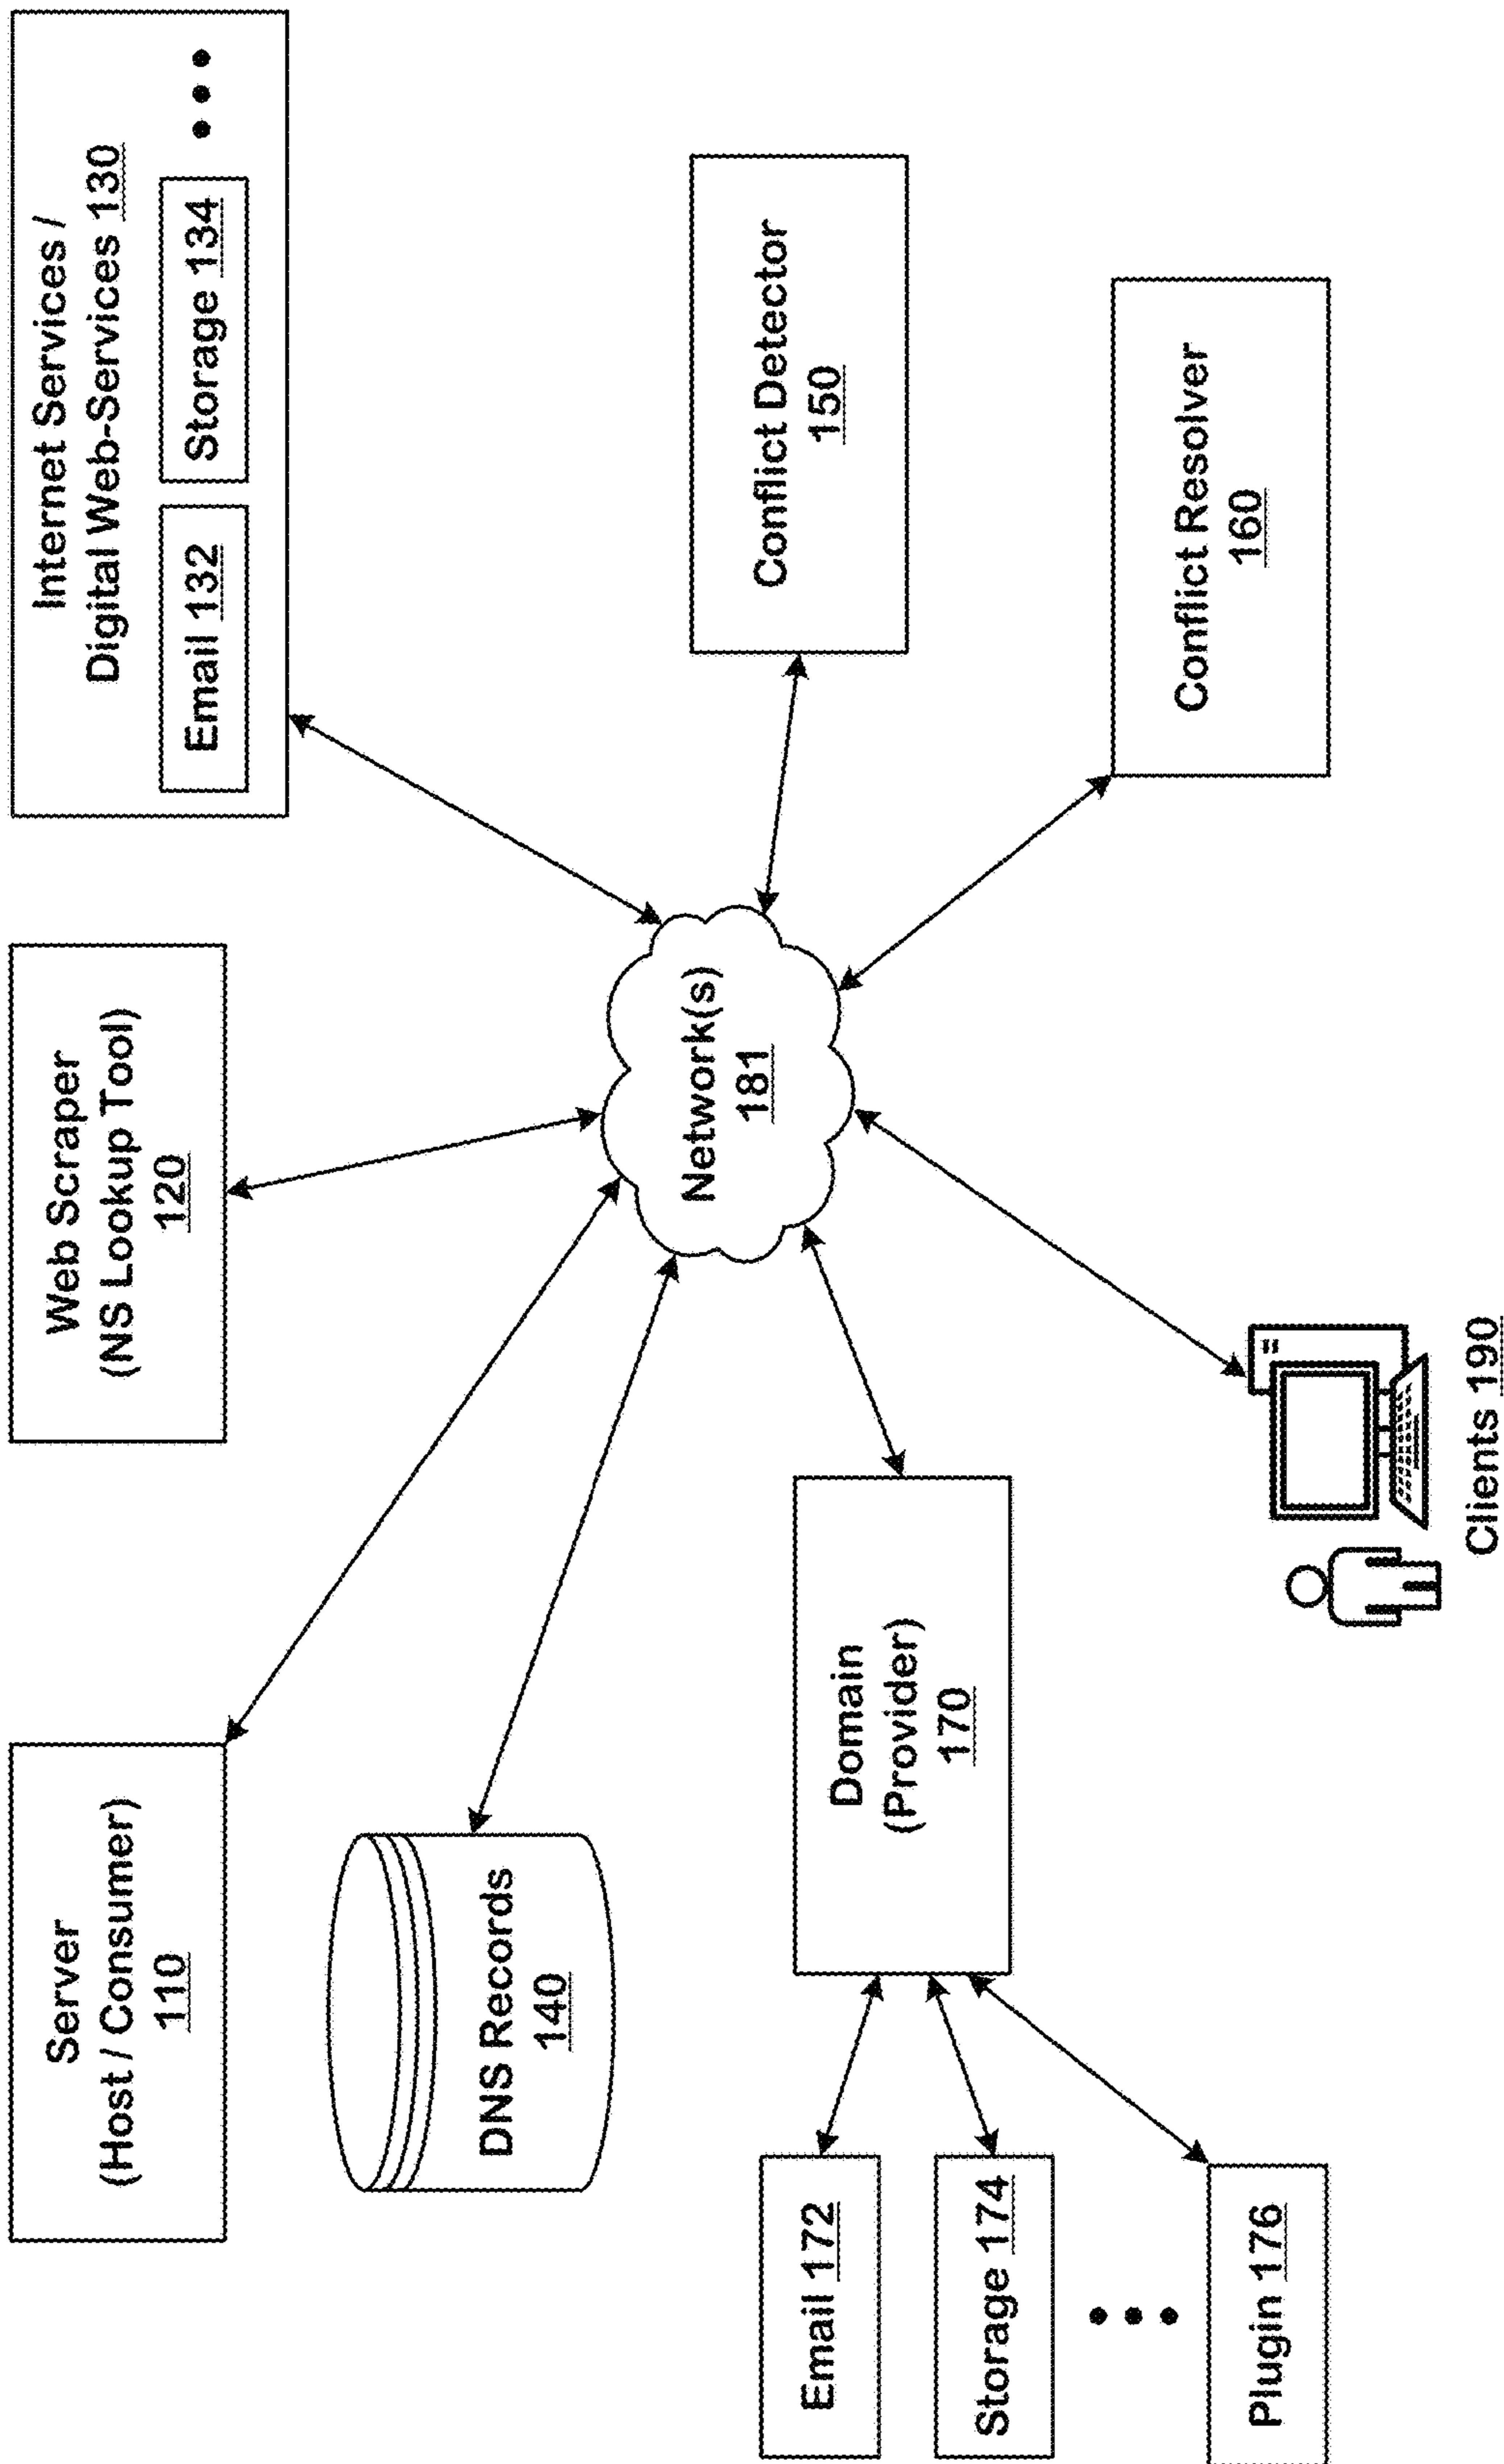 Server
(Host / Consumer)
110
Web Scraper
(NS Lookup Tool)
120
Internet Services /
Digital Web-Services 130
Email 132
Storage 134
DNS Records
140
Network(s)
181
Conflict Detector
150
Conflict Resolver
160
Domain
(Provider)
170
Email 172
Storage 174
Plugin 176
Clients 190